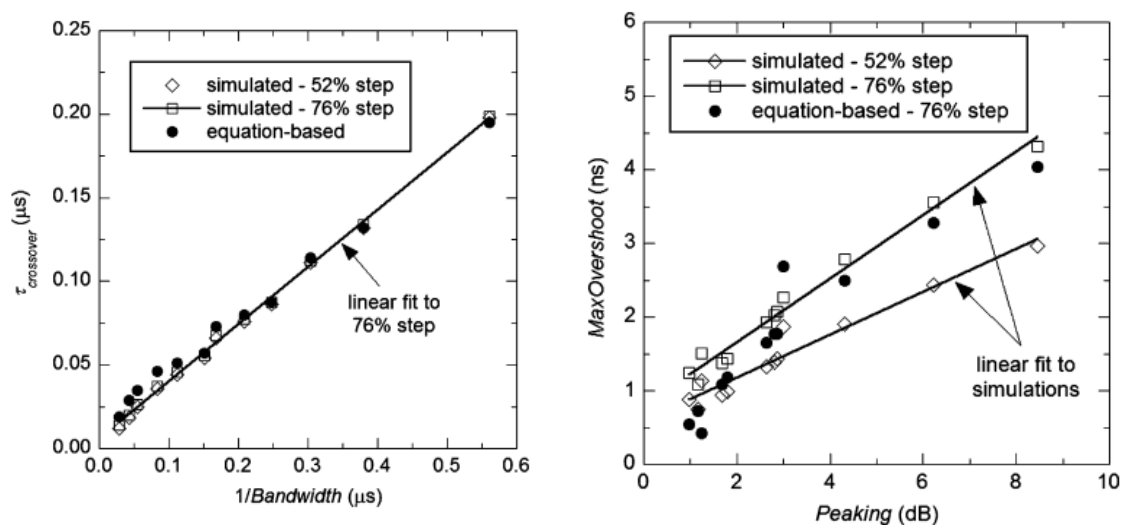 0.25
0.20
0.15
0.10
0.05
0.00
τcrossover (μs)
simulated - 52% step
simulated - 76% step
equation-based
linear fit to
76% step
0.0 0.1 0.2 0.3 0.4 0.5 0.6
1/Bandwidth (μs)
6
5
4
3
2
1
0
MaxOvershoot (ns)
simulated - 52% step
simulated - 76% step
equation-based - 76% step
linear fit to
simulations
0 2 4 6 8 10
Peaking (dB)